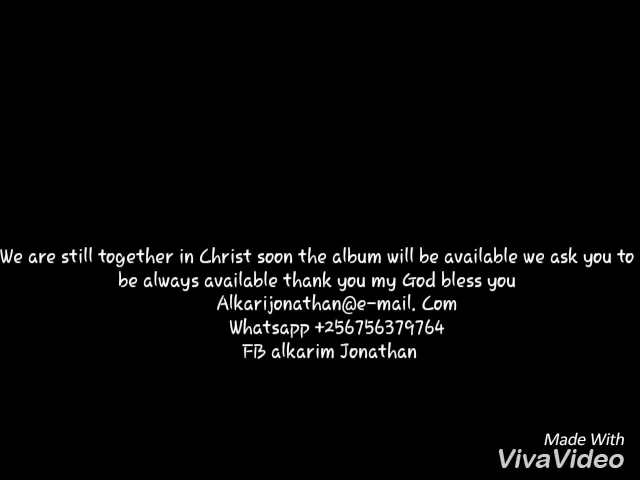 We are still together in Christ soon the album will be available we ask you to
be always available thank you my God bless you
Alkarijonathan@e-mail. Com
Whatsapp +256756379764
FB alkarim Jonathan
Made With
VivaVideo